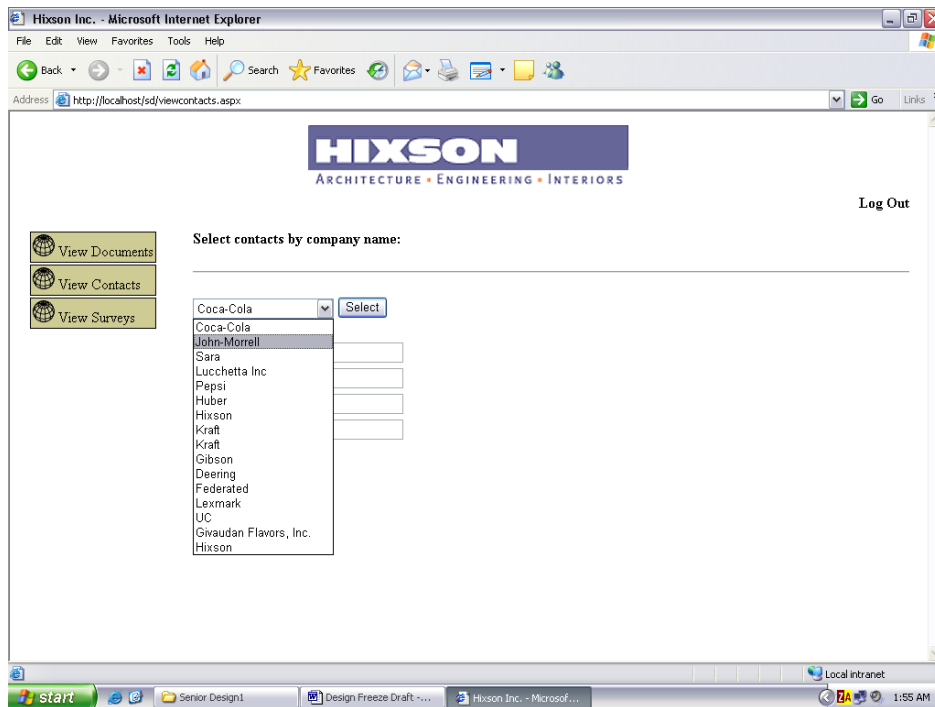 Hixson Inc. - Microsoft Internet Explorer
File Edit View Favorites Tools Help
Back Search Favorites
Address http://localhost/sd/viewcontacts.aspx Go Links
HIXSON
ARCHITECTURE • ENGINEERING • INTERIORS
Log Out
Select contacts by company name:
View Documents
View Contacts
View Surveys
Coca-Cola Select
Coca-Cola
John-Morrell
Sara
Lucchetta Inc
Pepsi
Huber
Hixson
Kraft
Kraft
Gibson
Deering
Federated
Lexmark
UC
Givaudan Flavors, Inc.
Hixson
Local intranet
start Senior Design1 Design Freeze Draft -... Hixson Inc. - Microsof... ZA 1:55 AM